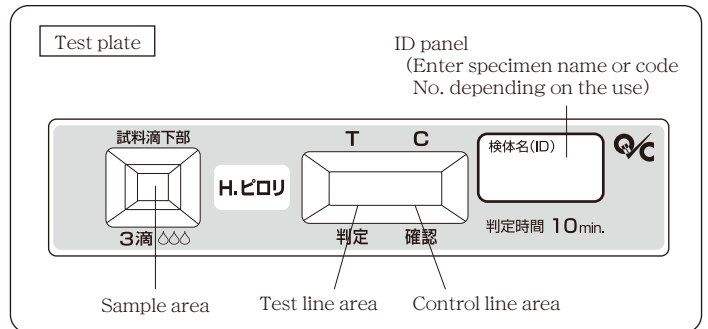 Test plate
ID panel
(Enter specimen name or code
No. depending on the use)
試料滴下部
T C
検体名(ID)
Q/C
H.ピロリ
3滴
判定 確認
判定時間 10min.
Sample area
Test line area
Control line area